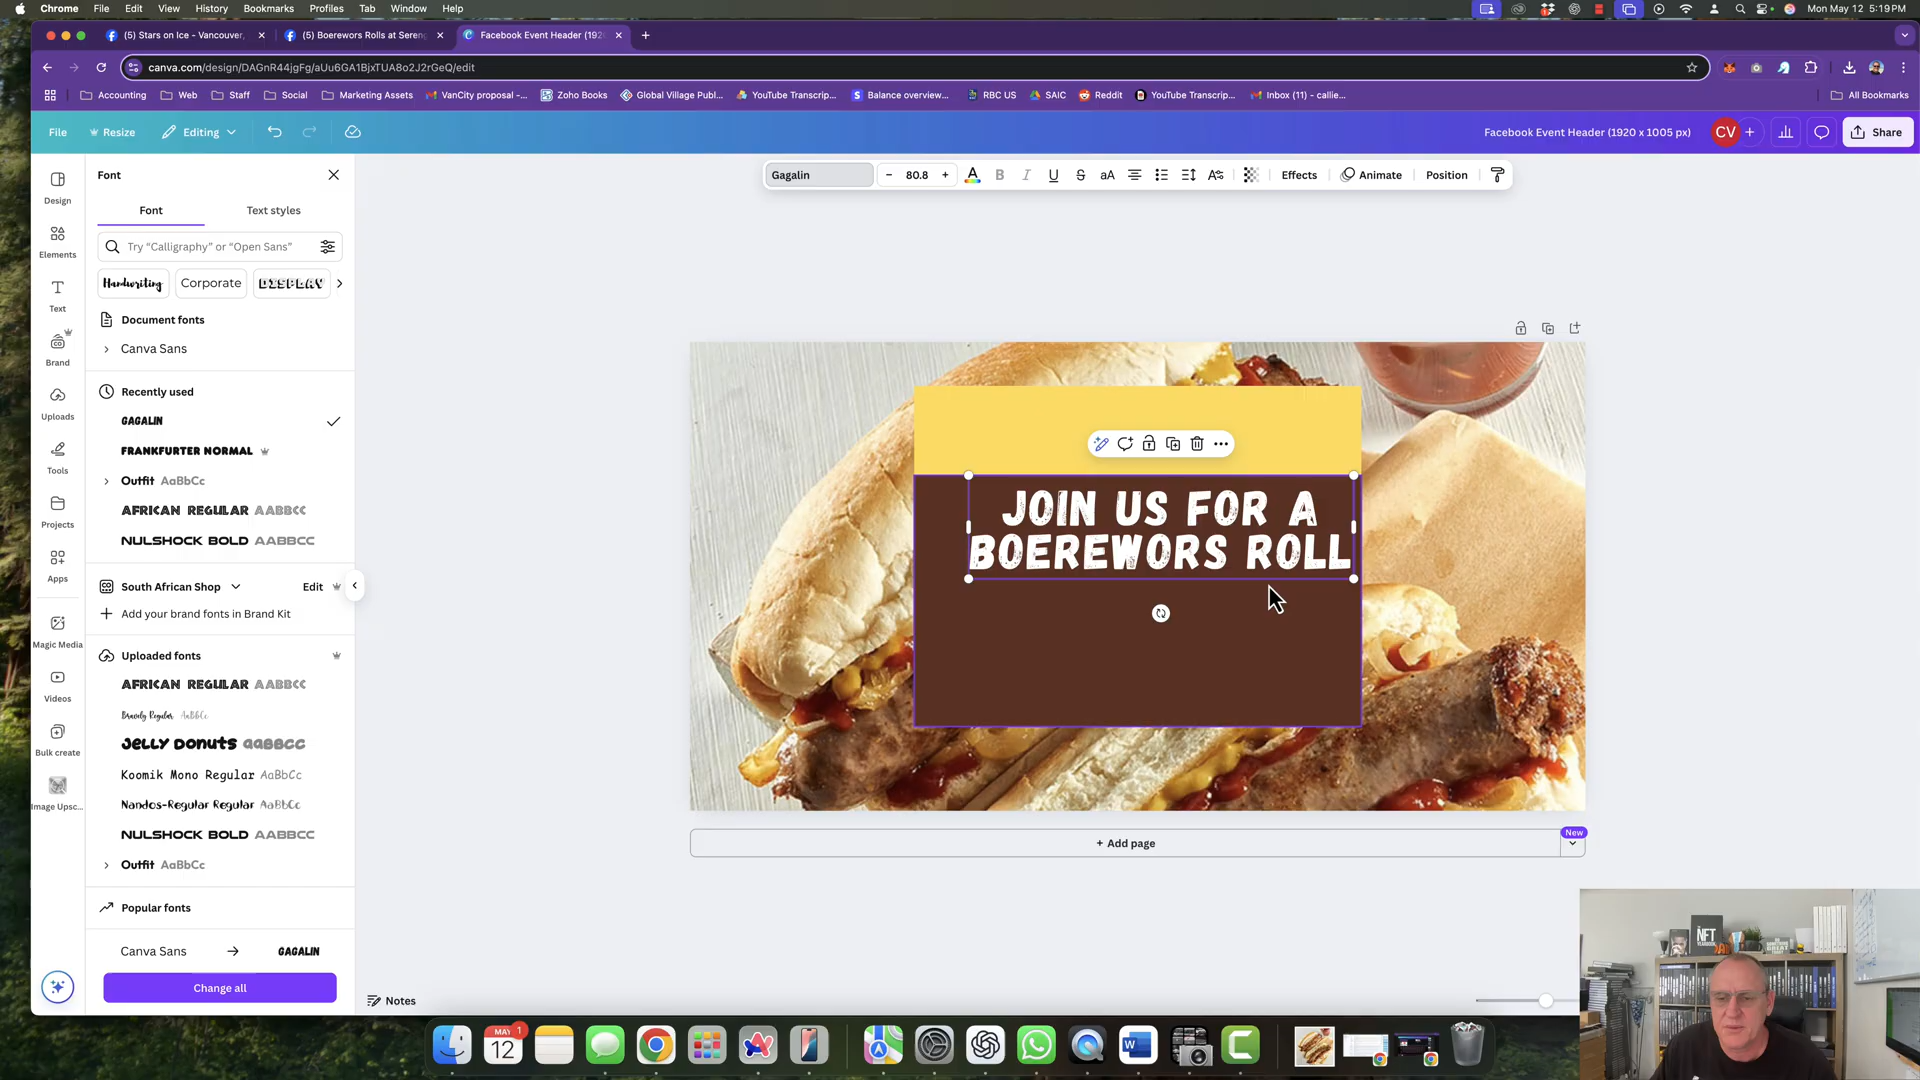 Chrome File Edit View History Bookmarks Profiles Tab Window Help
Mon May 12 5:19 PM
(5) Stars on Ice - Vancouver,
(5) Boerewors Rolls at Sereng
Facebook Event Header (192
canva.com/design/DAGnR44jgFg/aUu6GA1BjxTUA8o2J2rGeQ/edit
Accounting Web Staff Social Marketing Assets VanCity proposal -... Zoho Books Global Village Publ... YouTube Transcrip... Balance overview... RBC US SAIC Reddit YouTube Transcrip... Inbox (11) - callie... All Bookmarks
File Resize Editing
Facebook Event Header (1920 x 1005 px)
CV
Share
Design
Elements
Text
Brand
Uploads
Tools
Projects
Apps
Magic Media
Videos
Bulk create
Image Upsc...
Font
Font Text styles
Try “Calligraphy” or “Open Sans”
Handwriting Corporate DISPLAY
Document fonts
Canva Sans
Recently used
GAGALIN
FRANKFURTER NORMAL
Outfit AaBbCc
AFRICAN REGULAR AABBCC
NULSHOCK BOLD AABBCC
South African Shop Edit
Add your brand fonts in Brand Kit
Uploaded fonts
AFRICAN REGULAR AABBCC
Bravely Regular AaBbCc
Jelly Donuts aaBBCC
Koomik Mono Regular AaBbCc
Nandos-Regular Regular AaBbCc
NULSHOCK BOLD AABBCC
Outfit AaBbCc
Popular fonts
Canva Sans → GAGALIN
Change all
Gagalin – 80.8 + A B I U S aA Effects Animate Position
JOIN US FOR A
BOEREWORS ROLL
+ Add page
New
Notes
MAY 1
12
NFT